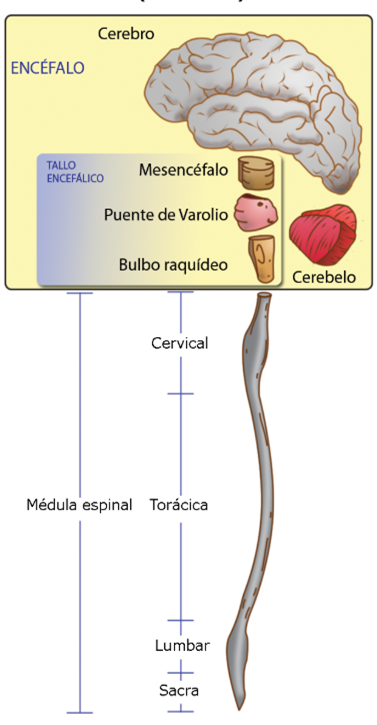 Cerebro
ENCÉFALO
TALLO
ENCEFÁLICO
Mesencéfalo
Puente de Varolio
Bulbo raquídeo
Cerebelo
Cervical
Médula espinal
Torácica
Lumbar
Sacra